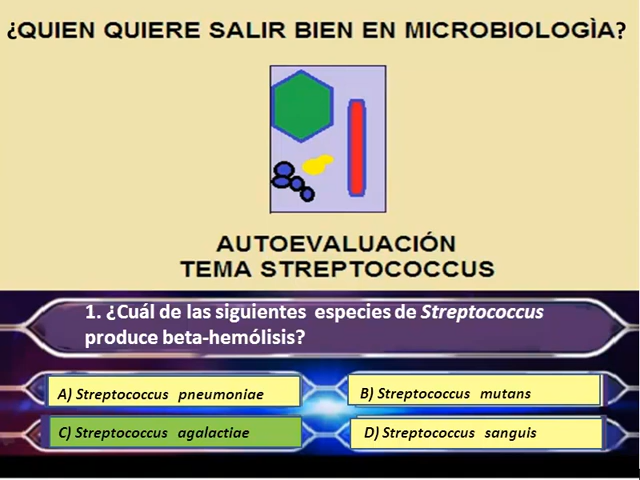 ¿QUIEN QUIERE SALIR BIEN EN MICROBIOLOGÌA?
AUTOEVALUACIÓN
TEMA STREPTOCOCCUS
1. ¿Cuál de las siguientes especies de Streptococcus
produce beta-hemólisis?
A) Streptococcus pneumoniae
B) Streptococcus mutans
C) Streptococcus agalactiae
D) Streptococcus sanguis